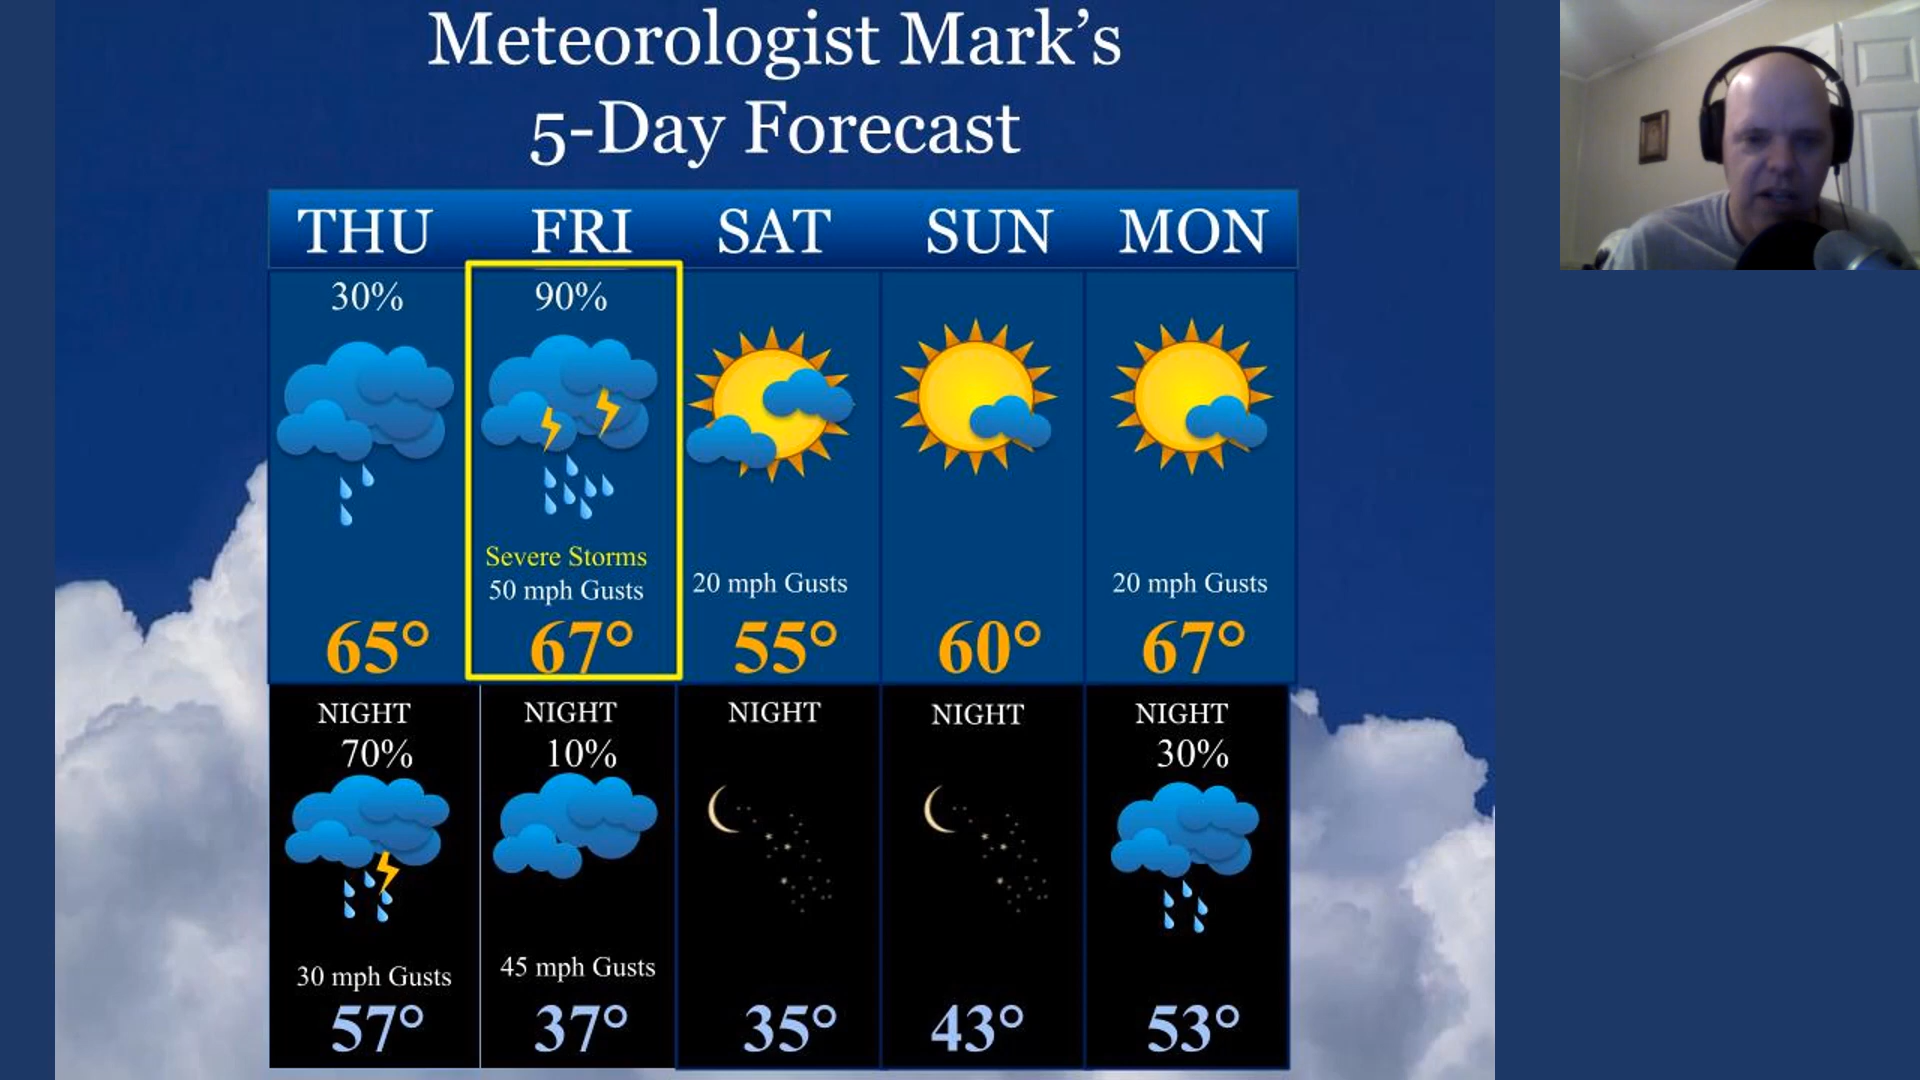 Meteorologist Mark’s
5-Day Forecast
THU FRI SAT SUN MON
30% 90%
Severe Storms
50 mph Gusts 20 mph Gusts 20 mph Gusts
65° 67° 55° 60° 67°
NIGHT NIGHT NIGHT NIGHT NIGHT
70% 10% 30%
30 mph Gusts 45 mph Gusts
57° 37° 35° 43° 53°